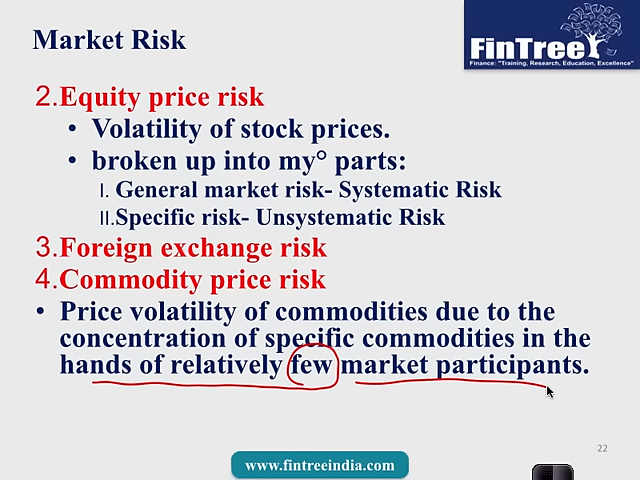 Market Risk
FinTree
Finance: "Training, Research, Education, Excellence"
2.Equity price risk
• Volatility of stock prices.
• broken up into my° parts:
I. General market risk- Systematic Risk
II.Specific risk- Unsystematic Risk
3.Foreign exchange risk
4.Commodity price risk
• Price volatility of commodities due to the
concentration of specific commodities in the
hands of relatively few market participants.
22
www.fintreeindia.com